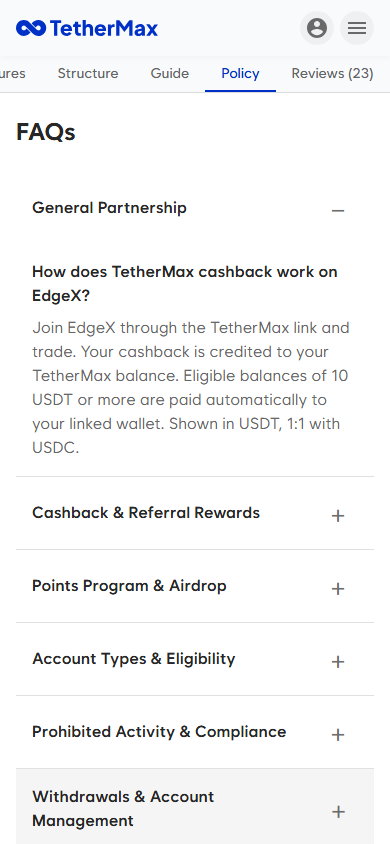 TetherMax
ures Structure Guide Policy Reviews (23)
FAQs
General Partnership
How does TetherMax cashback work on
EdgeX?
Join EdgeX through the TetherMax link and
trade. Your cashback is credited to your
TetherMax balance. Eligible balances of 10
USDT or more are paid automatically to
your linked wallet. Shown in USDT, 1:1 with
USDC.
Cashback & Referral Rewards
Points Program & Airdrop
Account Types & Eligibility
Prohibited Activity & Compliance
Withdrawals & Account
Management